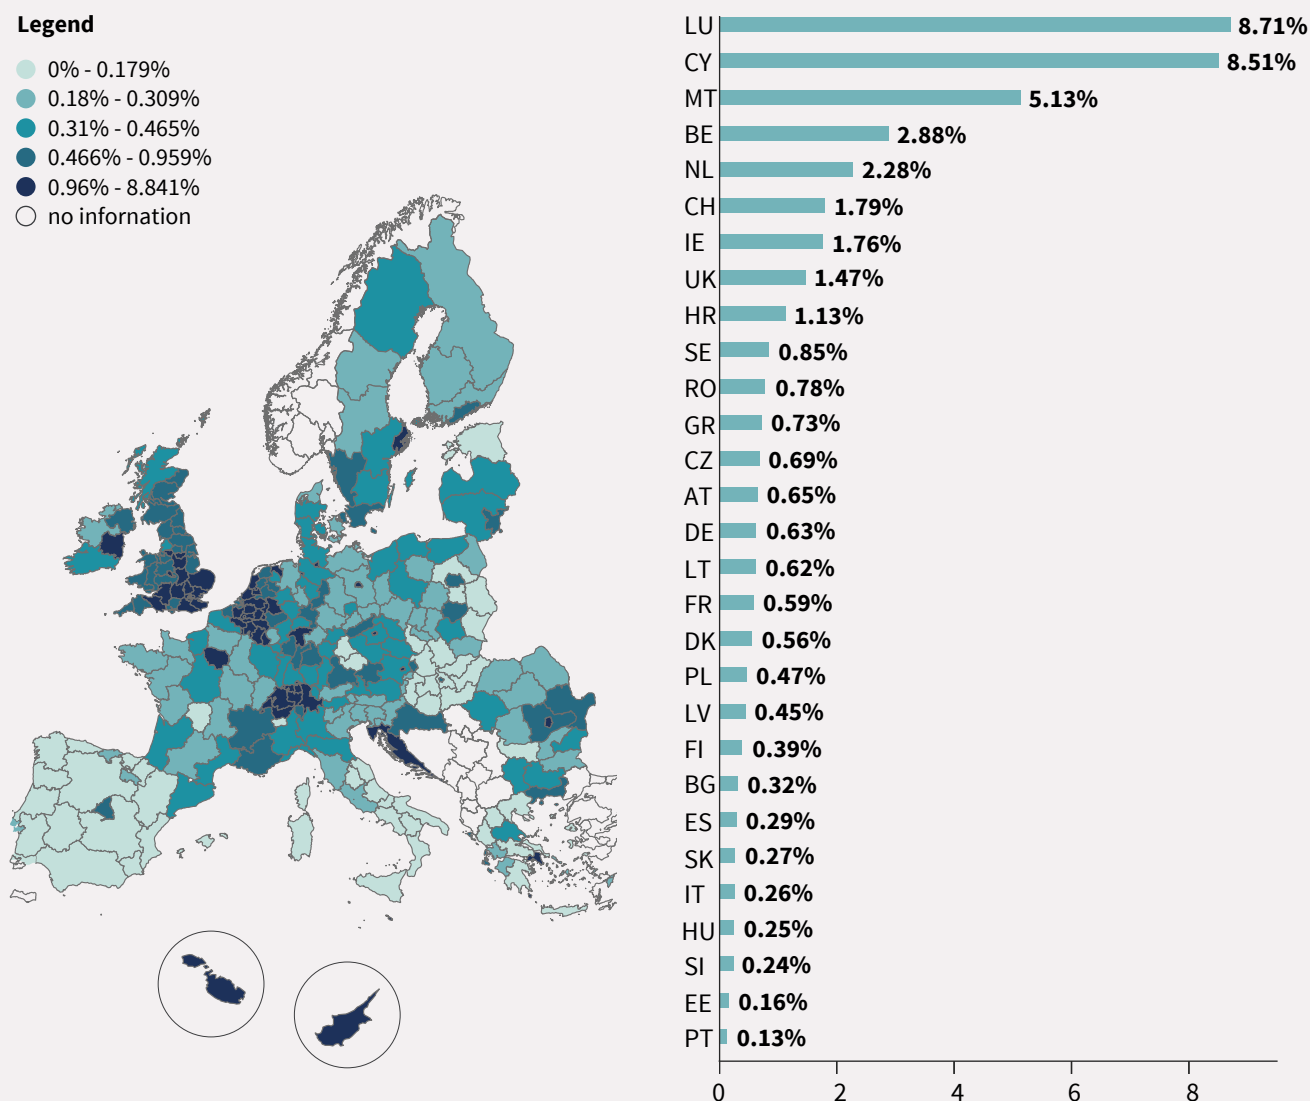 Legend
0% - 0.179%
0.18% - 0.309%
0.31% - 0.465%
0.466% - 0.959%
0.96% - 8.841%
no infornation
LU 8.71%
CY 8.51%
MT 5.13%
BE 2.88%
NL 2.28%
CH 1.79%
IE 1.76%
UK 1.47%
HR 1.13%
SE 0.85%
RO 0.78%
GR 0.73%
CZ 0.69%
AT 0.65%
DE 0.63%
LT 0.62%
FR 0.59%
DK 0.56%
PL 0.47%
LV 0.45%
FI 0.39%
BG 0.32%
ES 0.29%
SK 0.27%
IT 0.26%
HU 0.25%
SI 0.24%
EE 0.16%
PT 0.13%
0 2 4 6 8